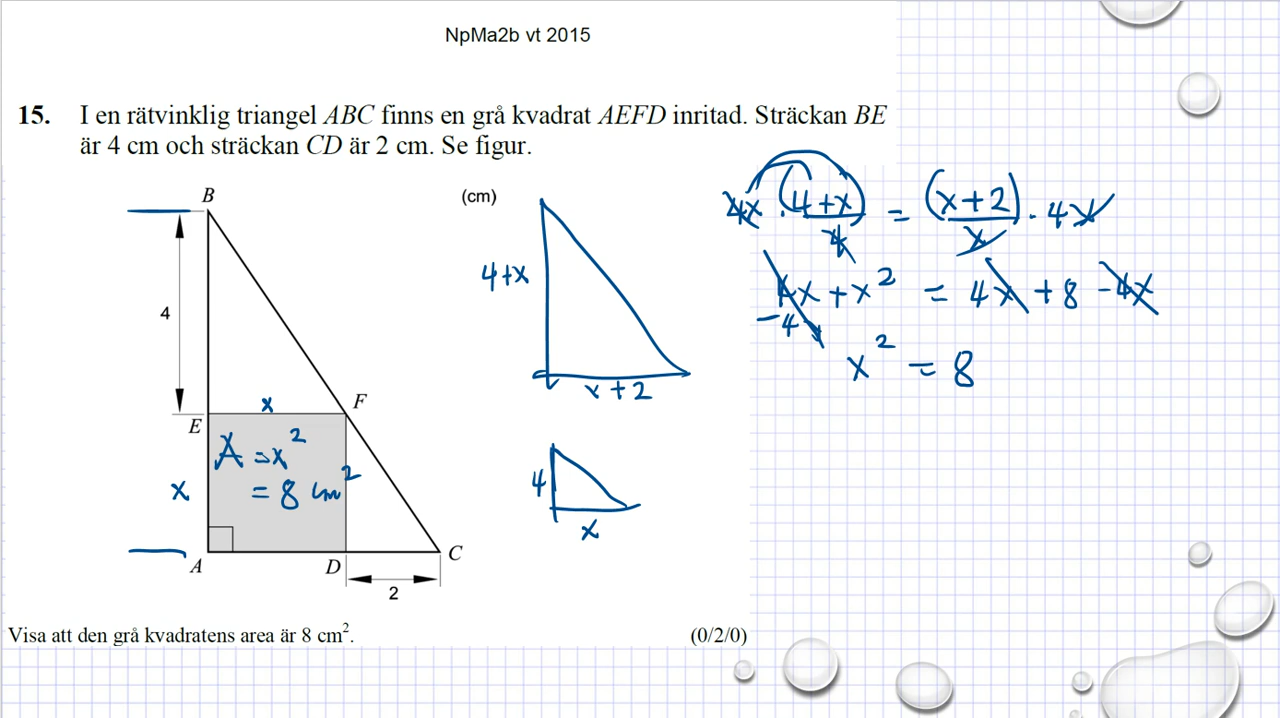 NpMa2b vt 2015
15. I en rätvinklig triangel ABC finns en grå kvadrat AEFD inritad. Sträckan BE
är 4 cm och sträckan CD är 2 cm. Se figur.
(cm)
B
4
E
x
F
A = x²
= 8 cm²
x
A
D
C
2
4+x
x+2
4
x
4x · (4+x)/4 = (x+2)/x · 4x
4x + x² = 4x + 8 - 4x
-4x
x² = 8
Visa att den grå kvadratens area är 8 cm².
(0/2/0)